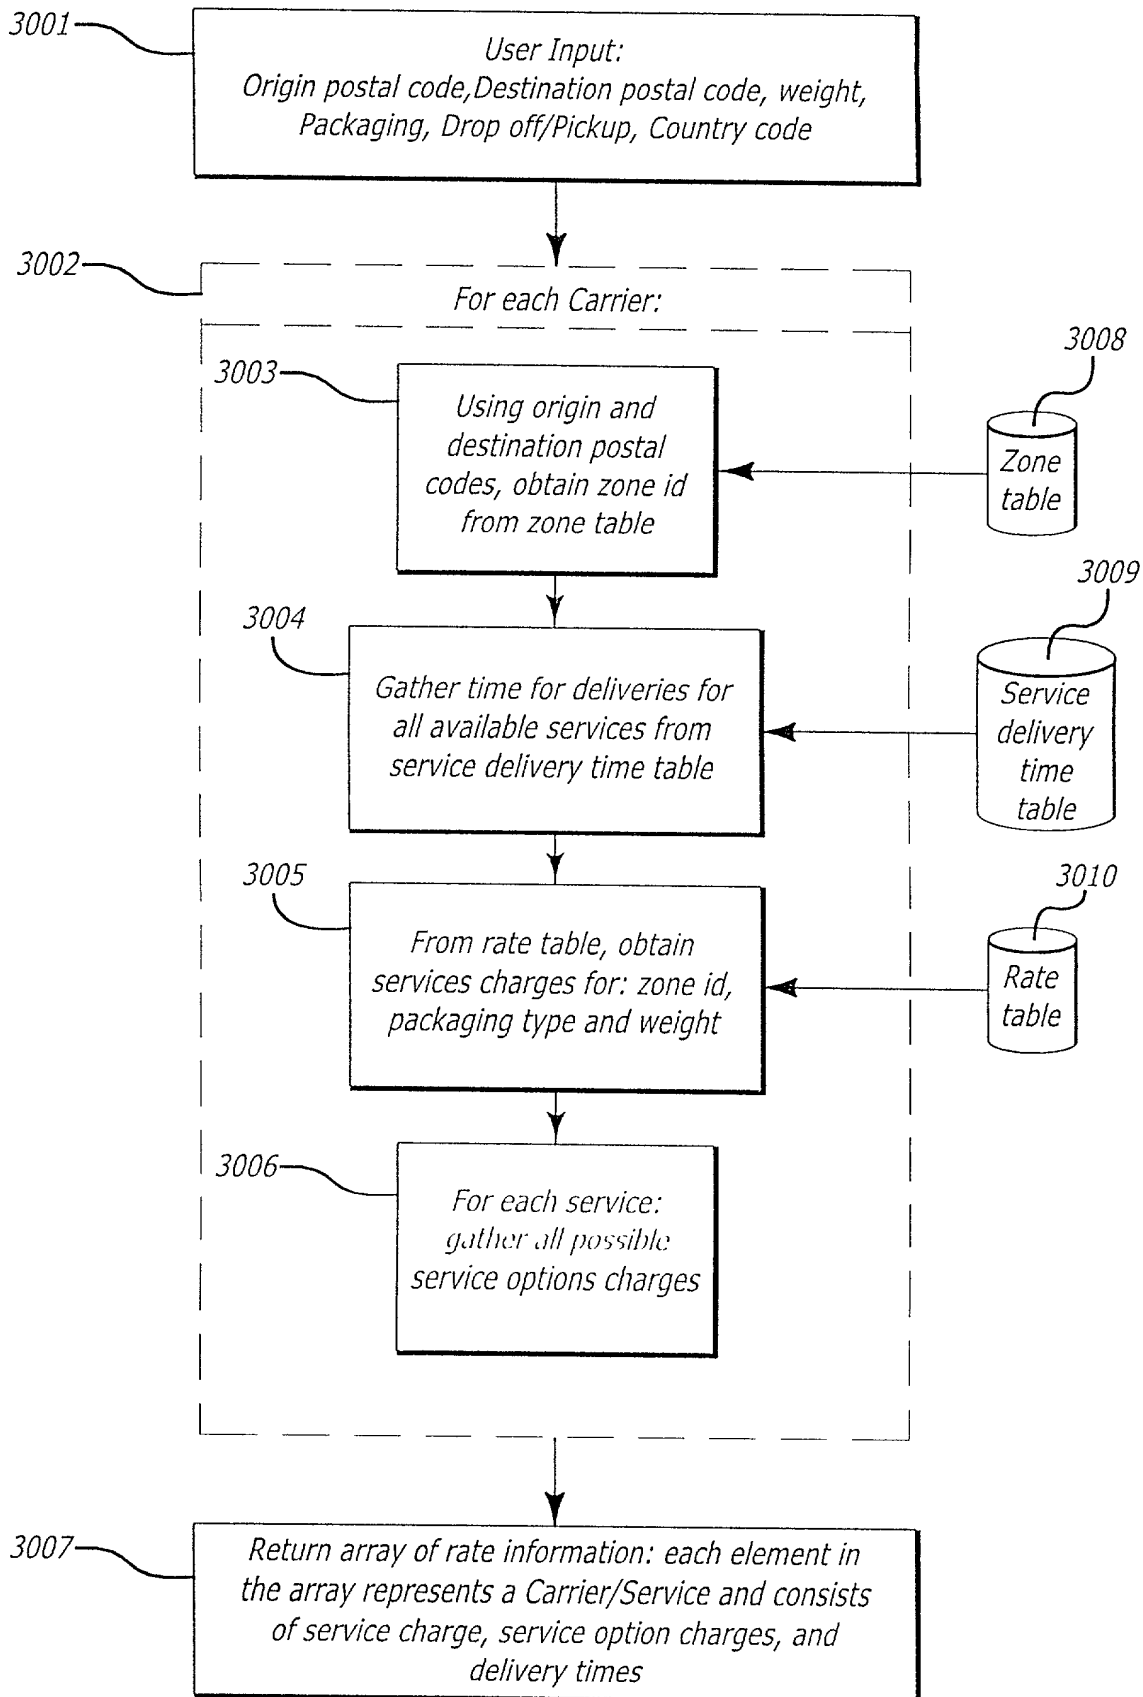 3001
User Input:
Origin postal code,Destination postal code, weight,
Packaging, Drop off/Pickup, Country code
3002
For each Carrier:
3003
Using origin and
destination postal
codes, obtain zone id
from zone table
3008
Zone
table
3004
Gather time for deliveries for
all available services from
service delivery time table
3009
Service
delivery
time
table
3005
From rate table, obtain
services charges for: zone id,
packaging type and weight
3010
Rate
table
3006
For each service:
gather all possible
service options charges
3007
Return array of rate information: each element in
the array represents a Carrier/Service and consists
of service charge, service option charges, and
delivery times